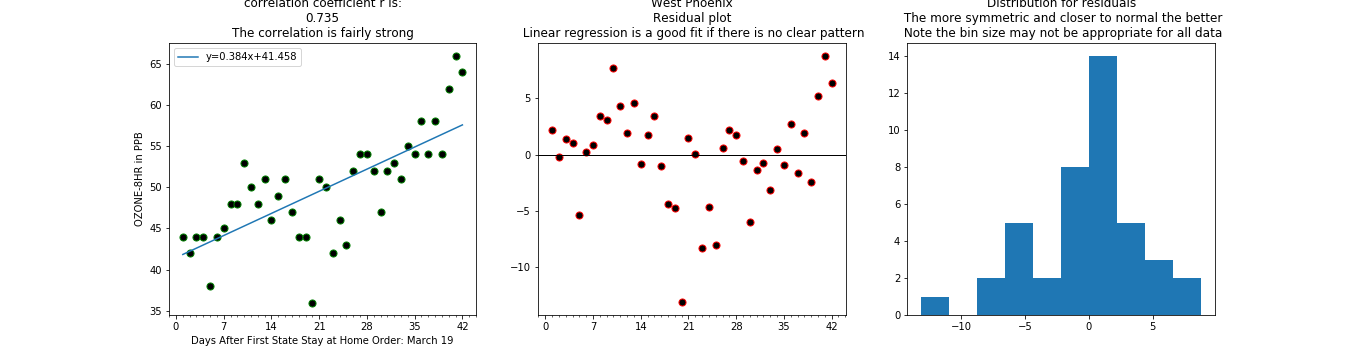 correlation coefficient r is:
0.735
The correlation is fairly strong
y=0.384x+41.458
65
60
55
50
45
40
35
OZONE-8HR in PPB
0 7 14 21 28 35 42
Days After First State Stay at Home Order: March 19
West Phoenix
Residual plot
Linear regression is a good fit if there is no clear pattern
5
0
−5
−10
0 7 14 21 28 35 42
Distribution for residuals
The more symmetric and closer to normal the better
Note the bin size may not be appropriate for all data
14
12
10
8
6
4
2
0
−10 −5 0 5